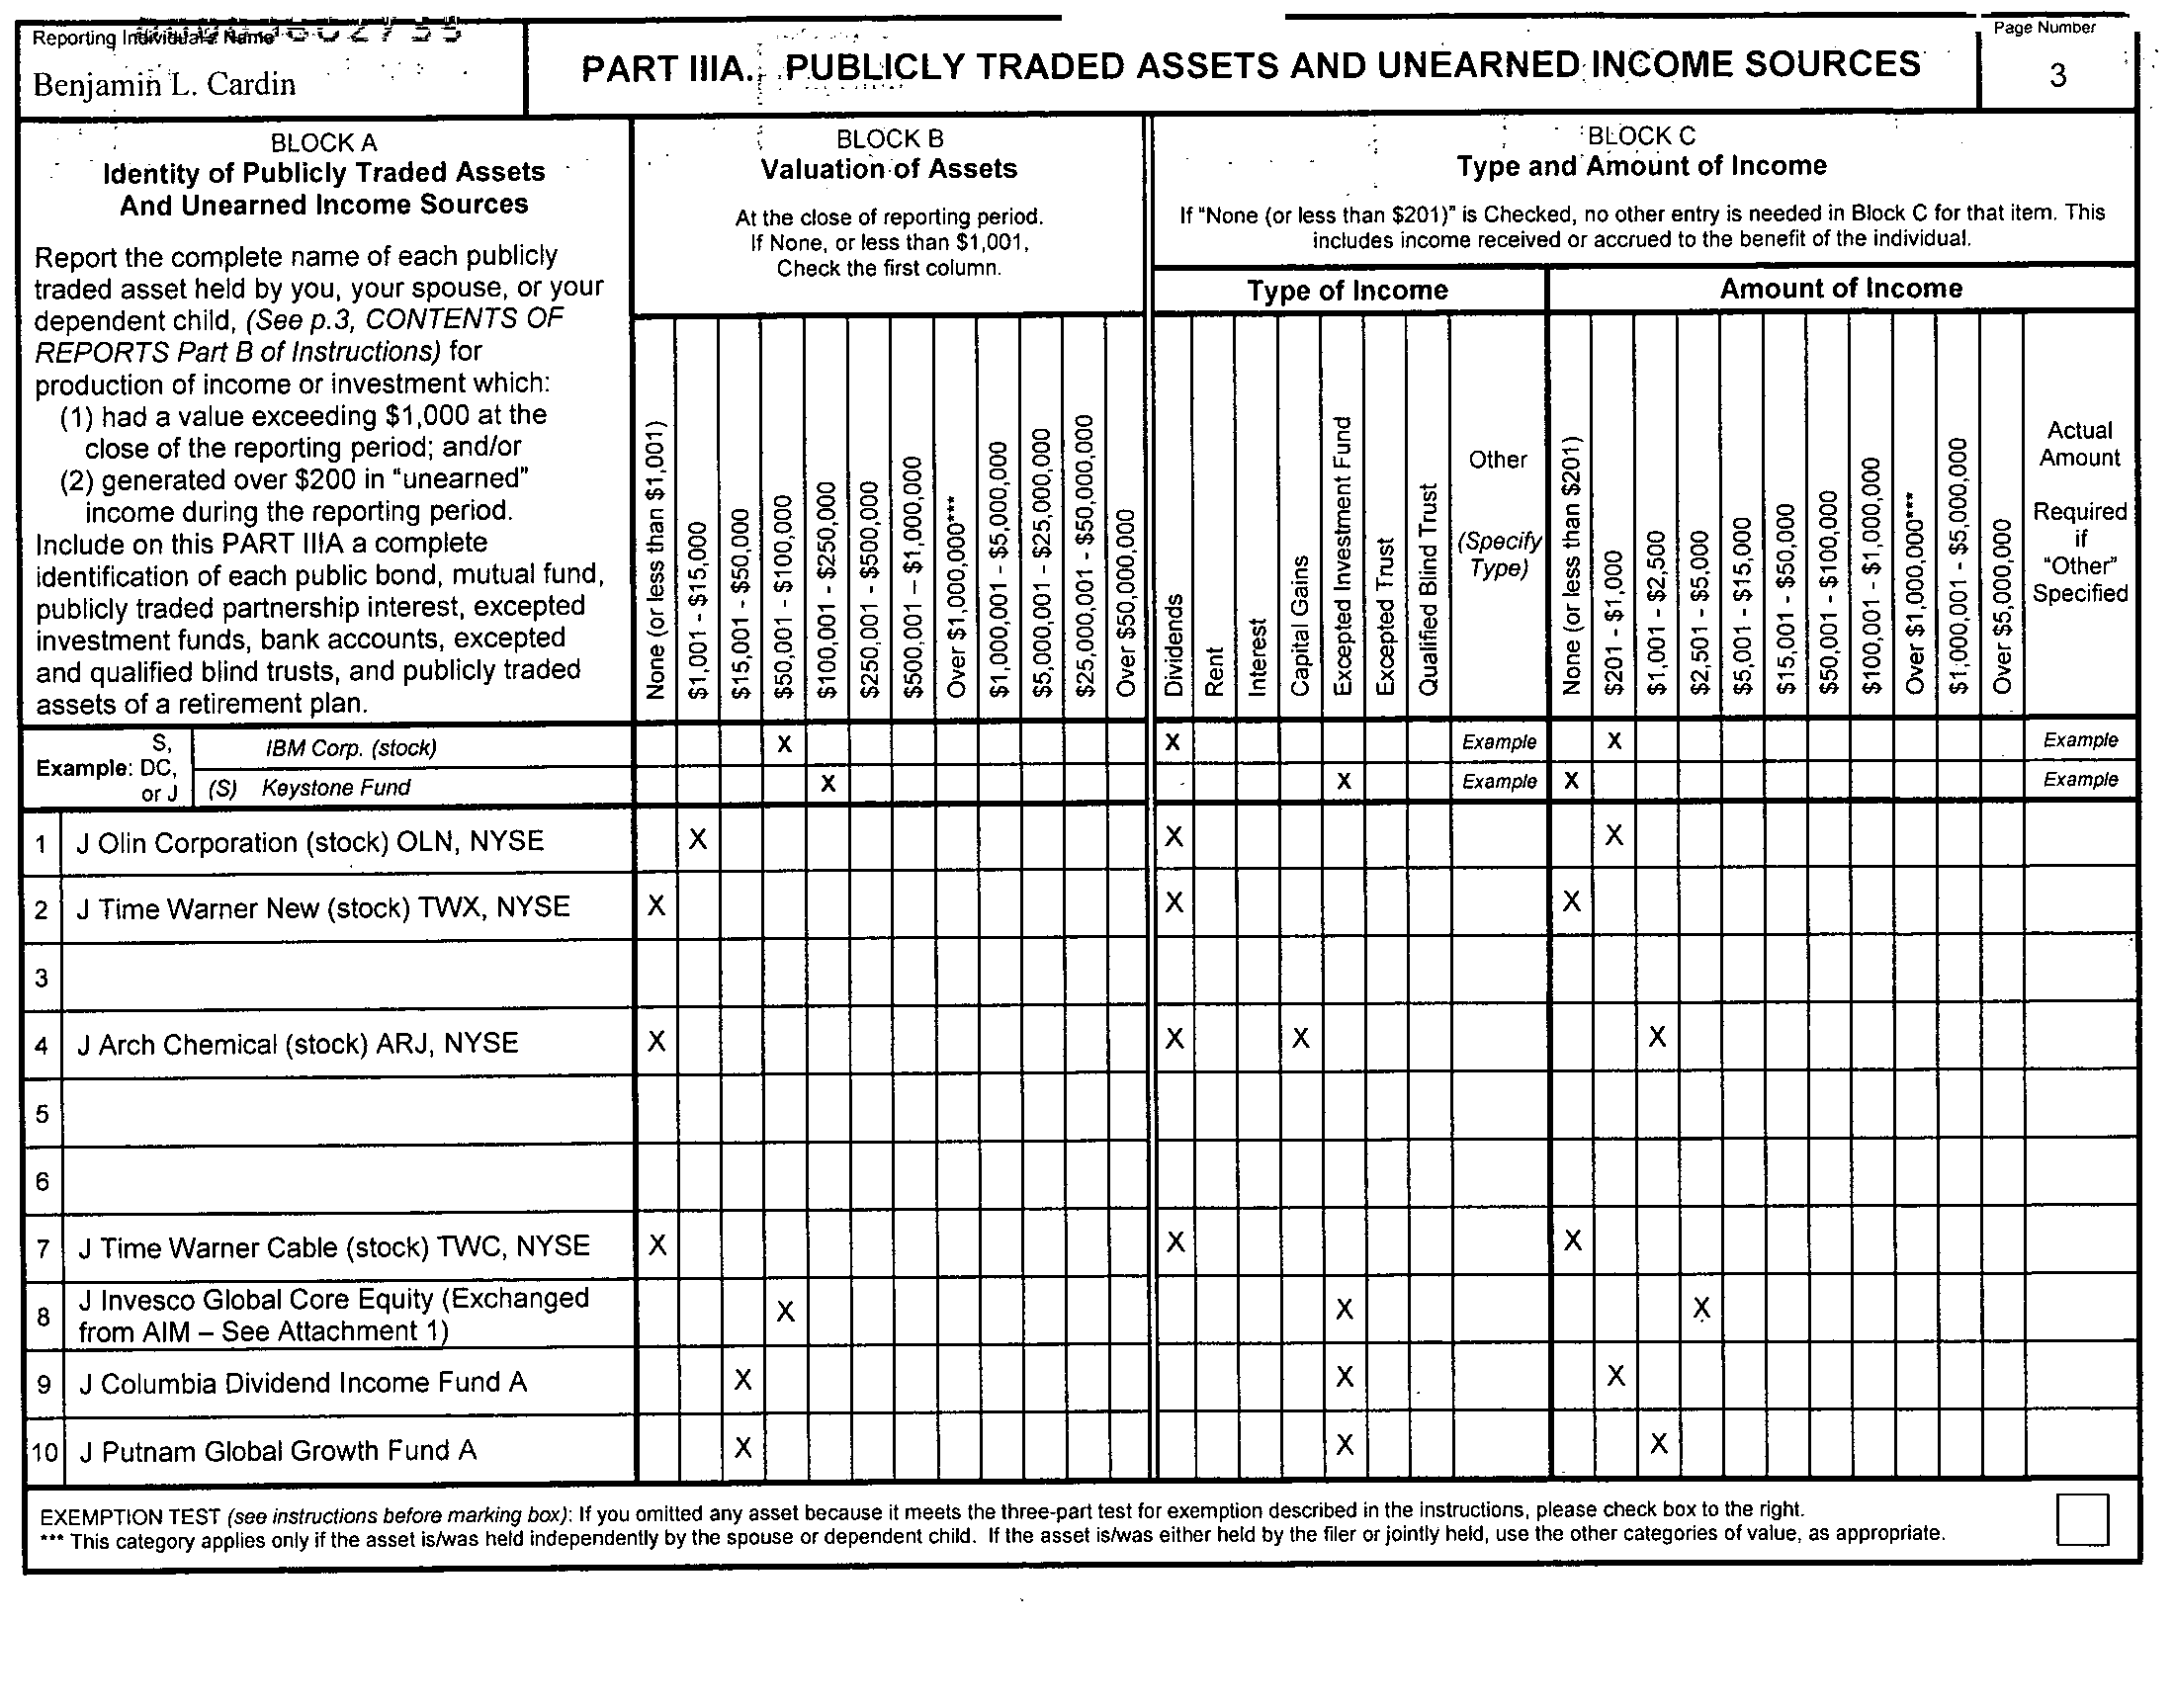 Reporting Individual's Name
Benjamin L. Cardin
PART IIIA. PUBLICLY TRADED ASSETS AND UNEARNED INCOME SOURCES
Page Number
3
BLOCK A
Identity of Publicly Traded Assets
And Unearned Income Sources
Report the complete name of each publicly
traded asset held by you, your spouse, or your
dependent child, (See p.3, CONTENTS OF
REPORTS Part B of Instructions) for
production of income or investment which:
(1) had a value exceeding $1,000 at the
close of the reporting period; and/or
(2) generated over $200 in "unearned"
income during the reporting period.
Include on this PART IIIA a complete
identification of each public bond, mutual fund,
publicly traded partnership interest, excepted
investment funds, bank accounts, excepted
and qualified blind trusts, and publicly traded
assets of a retirement plan.
BLOCK B
Valuation of Assets
At the close of reporting period.
If None, or less than $1,001,
Check the first column.
None (or less than $1,001)
$1,001 - $15,000
$15,001 - $50,000
$50,001 - $100,000
$100,001 - $250,000
$250,001 - $500,000
$500,001 – $1,000,000
Over $1,000,000***
$1,000,001 - $5,000,000
$5,000,001 - $25,000,000
$25,000,001 - $50,000,000
Over $50,000,000
BLOCK C
Type and Amount of Income
If "None (or less than $201)" is Checked, no other entry is needed in Block C for that item. This
includes income received or accrued to the benefit of the individual.
Type of Income
Dividends
Rent
Interest
Capital Gains
Excepted Investment Fund
Excepted Trust
Qualified Blind Trust
Other
(Specify
Type)
Amount of Income
None (or less than $201)
$201 - $1,000
$1,001 - $2,500
$2,501 - $5,000
$5,001 - $15,000
$15,001 - $50,000
$50,001 - $100,000
$100,001 - $1,000,000
Over $1,000,000***
$1,000,001 - $5,000,000
Over $5,000,000
Actual
Amount
Required
if
"Other"
Specified
Example: S, DC, or J
IBM Corp. (stock) X X Example X Example
(S) Keystone Fund X X Example X Example
1 J Olin Corporation (stock) OLN, NYSE X X X
2 J Time Warner New (stock) TWX, NYSE X X X
3
4 J Arch Chemical (stock) ARJ, NYSE X X X X
5
6
7 J Time Warner Cable (stock) TWC, NYSE X X X
8 J Invesco Global Core Equity (Exchanged
from AIM – See Attachment 1) X X X
9 J Columbia Dividend Income Fund A X X X
10 J Putnam Global Growth Fund A X X X
EXEMPTION TEST (see instructions before marking box): If you omitted any asset because it meets the three-part test for exemption described in the instructions, please check box to the right.
*** This category applies only if the asset is/was held independently by the spouse or dependent child. If the asset is/was either held by the filer or jointly held, use the other categories of value, as appropriate.